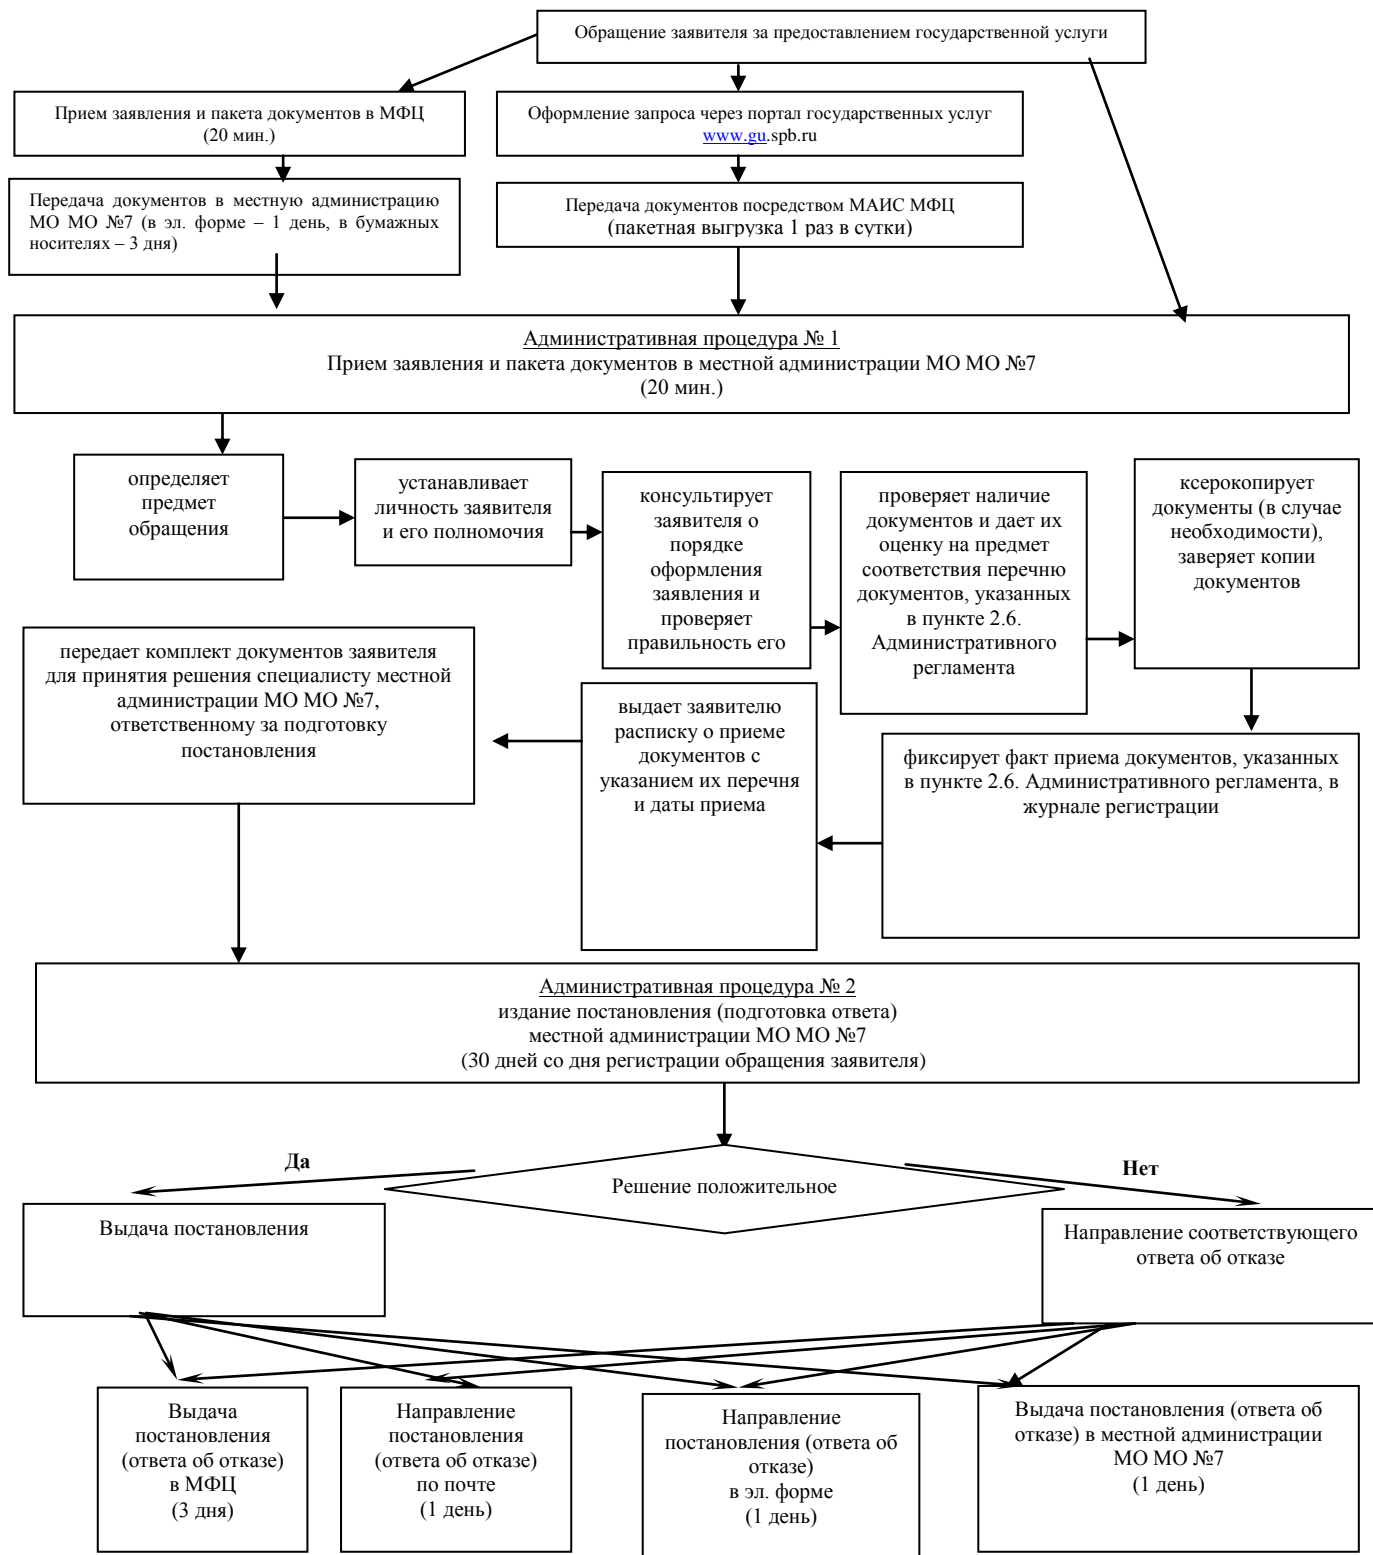 Обращение заявителя за предоставлением государственной услуги
Прием заявления и пакета документов в МФЦ
(20 мин.)
Оформление запроса через портал государственных услуг
www.gu.spb.ru
Передача документов в местную администрацию
МО МО №7 (в эл. форме – 1 день, в бумажных
носителях – 3 дня)
Передача документов посредством МАИС МФЦ
(пакетная выгрузка 1 раз в сутки)
Административная процедура № 1
Прием заявления и пакета документов в местной администрации МО МО №7
(20 мин.)
определяет
предмет
обращения
устанавливает
личность заявителя
и его полномочия
консультирует
заявителя о
порядке
оформления
заявления и
проверяет
правильность его
проверяет наличие
документов и дает их
оценку на предмет
соответствия перечню
документов, указанных
в пункте 2.6.
Административного
регламента
ксерокопирует
документы (в случае
необходимости),
заверяет копии
документов
передает комплект документов заявителя
для принятия решения специалисту местной
администрации МО МО №7,
ответственному за подготовку
постановления
выдает заявителю
расписку о приеме
документов с
указанием их перечня
и даты приема
фиксирует факт приема документов, указанных
в пункте 2.6. Административного регламента, в
журнале регистрации
Административная процедура № 2
издание постановления (подготовка ответа)
местной администрации МО МО №7
(30 дней со дня регистрации обращения заявителя)
Да
Нет
Решение положительное
Выдача постановления
Направление соответствующего
ответа об отказе
Выдача
постановления
(ответа об отказе)
в МФЦ
(3 дня)
Направление
постановления
(ответа об отказе)
по почте
(1 день)
Направление
постановления (ответа об
отказе)
в эл. форме
(1 день)
Выдача постановления (ответа об
отказе) в местной администрации
МО МО №7
(1 день)